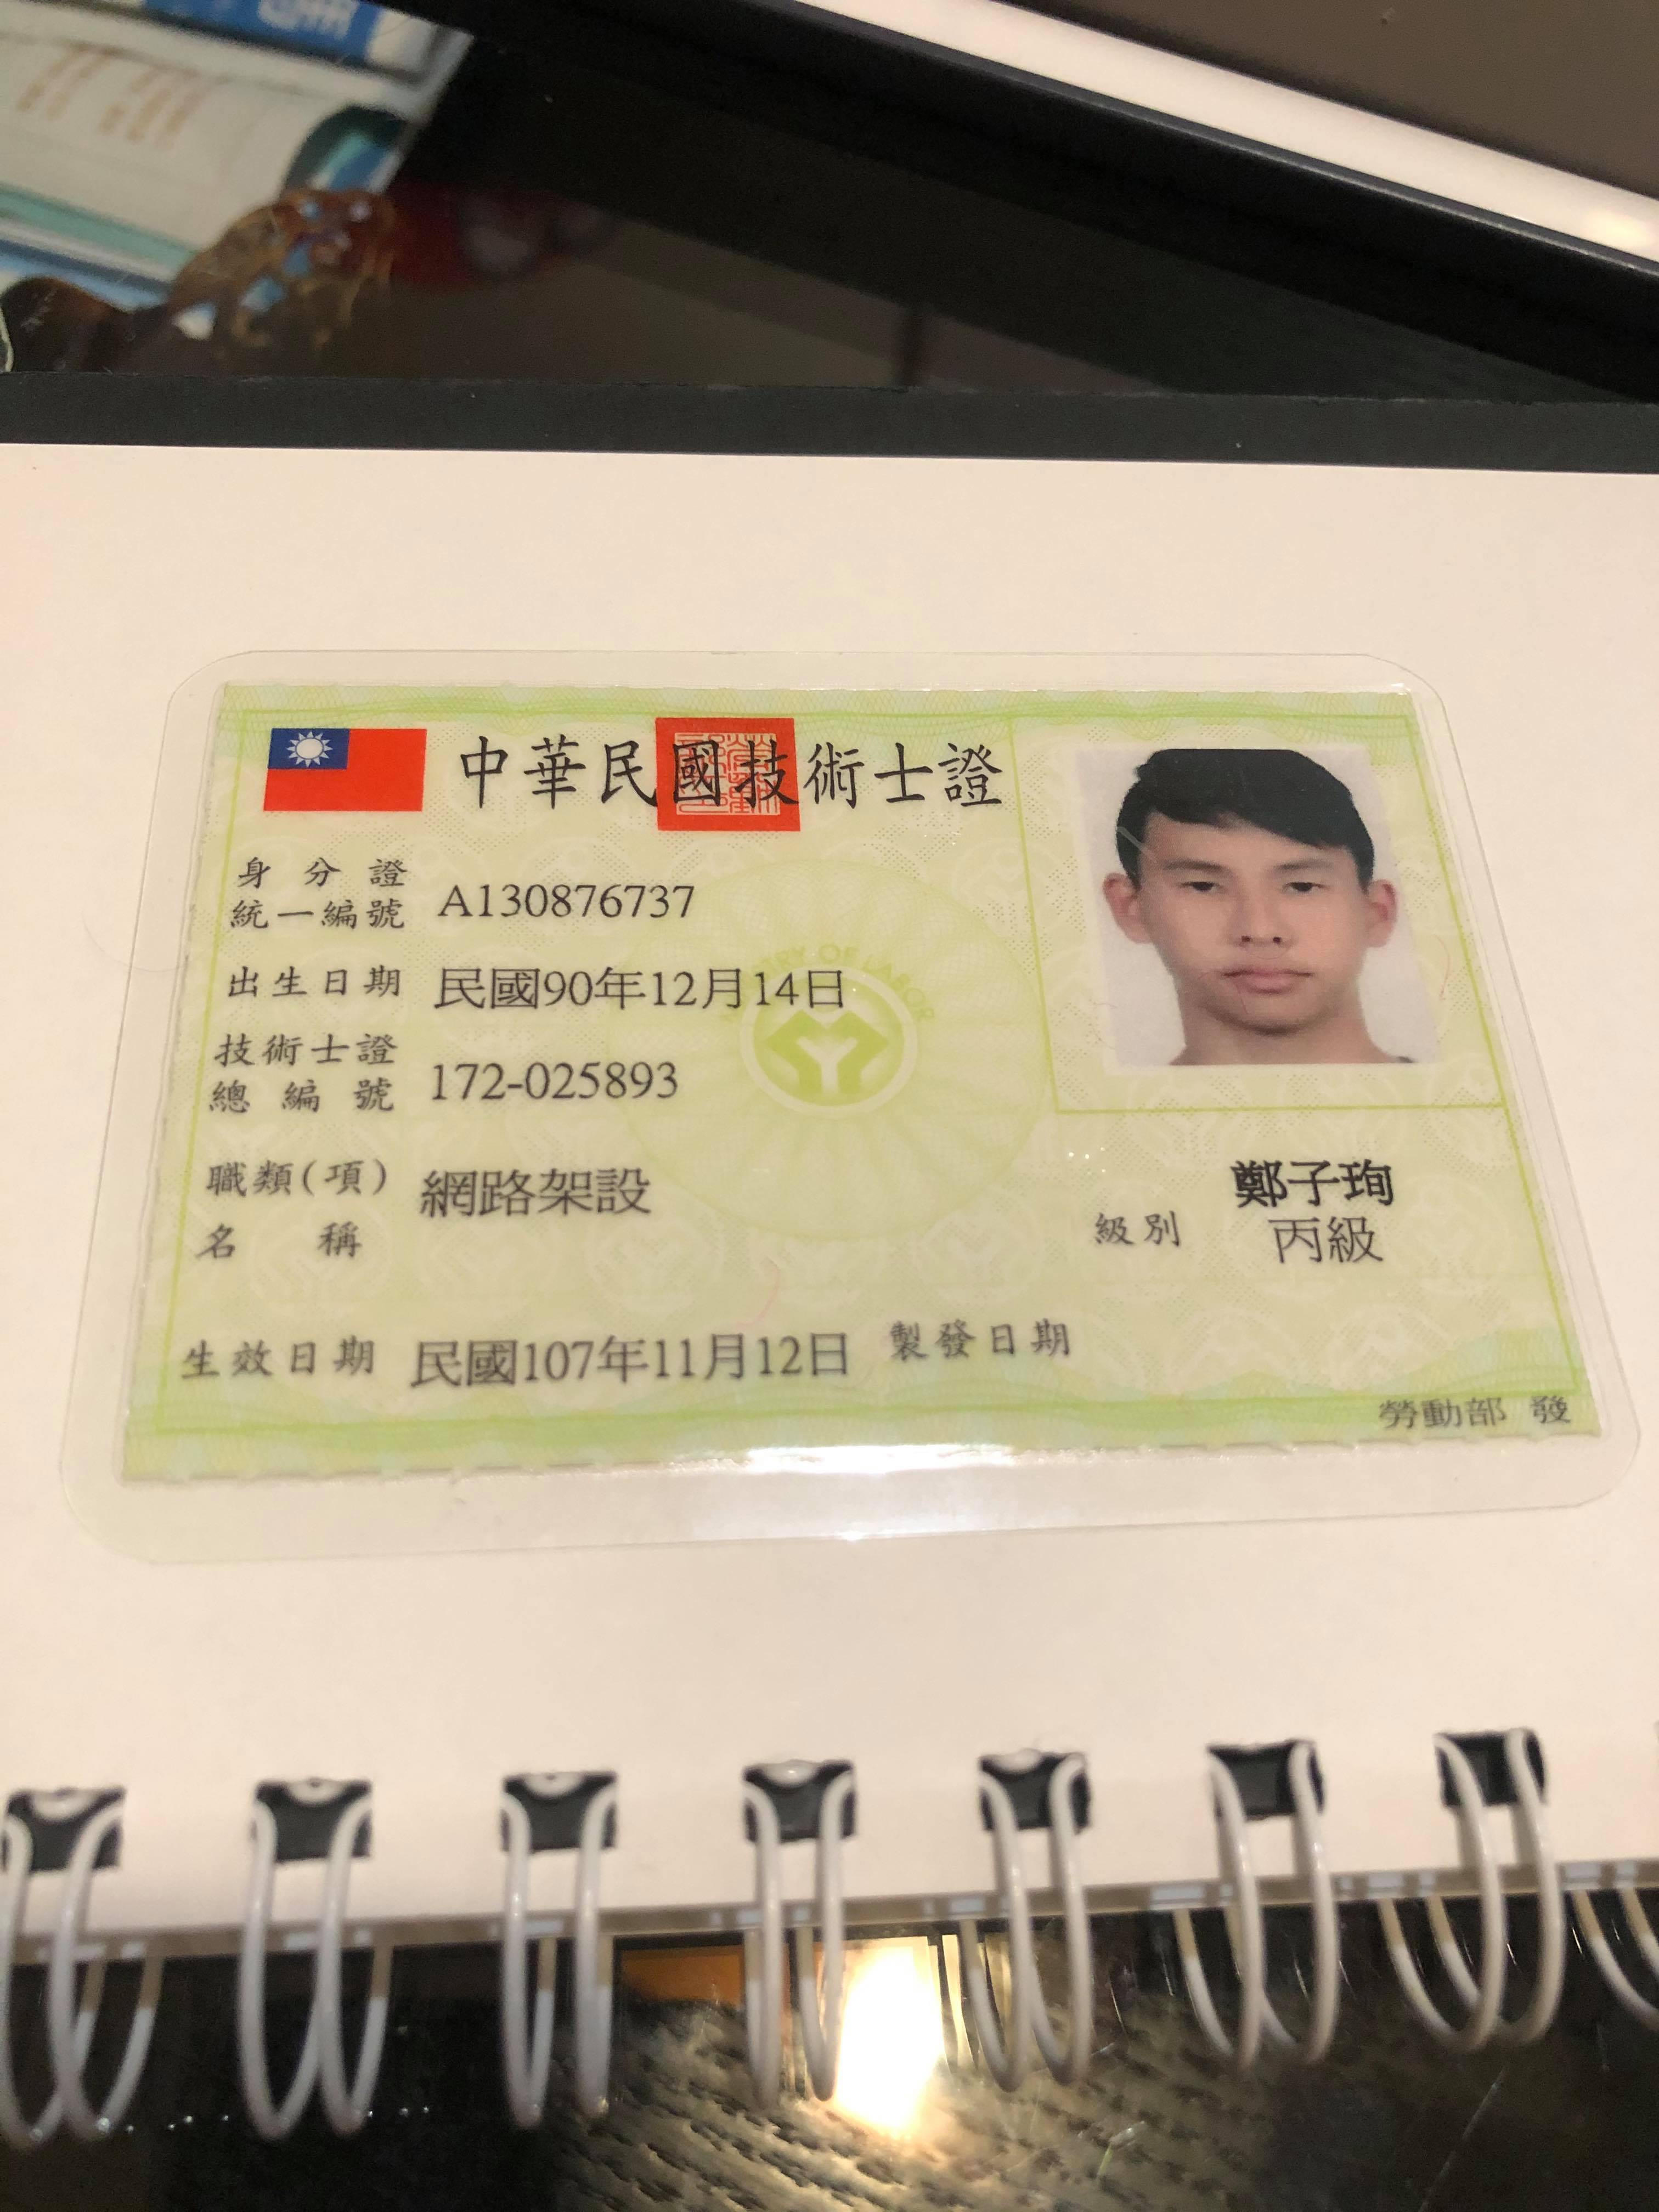 中華民國技術士證
身分證
統一編號 A130876737
出生日期 民國90年12月14日
技術士證
總編號 172-025893
職類(項)
名稱 網路架設
鄭子珣
級別 丙級
生效日期 民國107年11月12日 製發日期
勞動部 發
MINISTRY OF LABOR